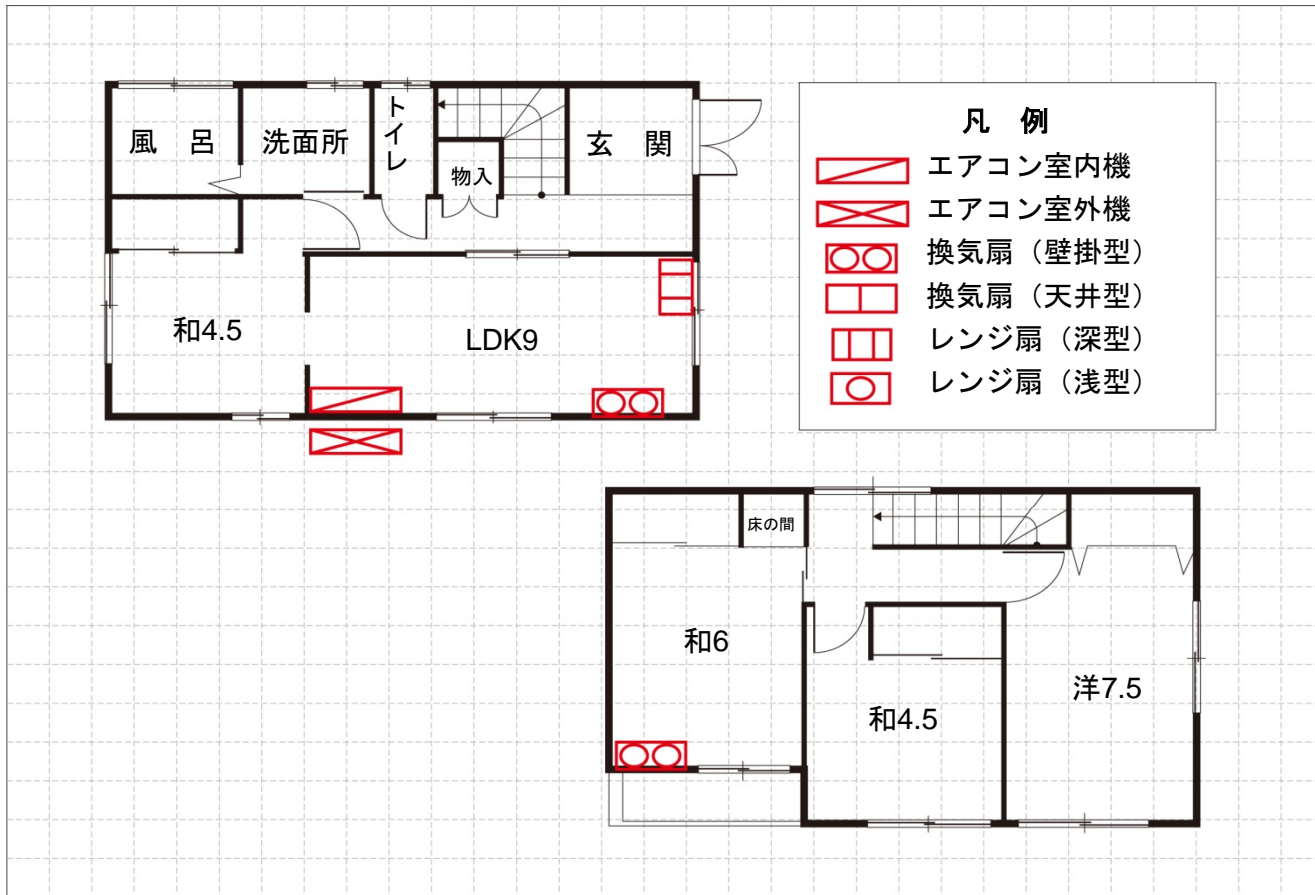 風 呂
洗面所
トイレ
物入
玄 関
和4.5
LDK9
凡 例
エアコン室内機
エアコン室外機
換気扇（壁掛型）
換気扇（天井型）
レンジ扇（深型）
レンジ扇（浅型）
床の間
和6
和4.5
洋7.5